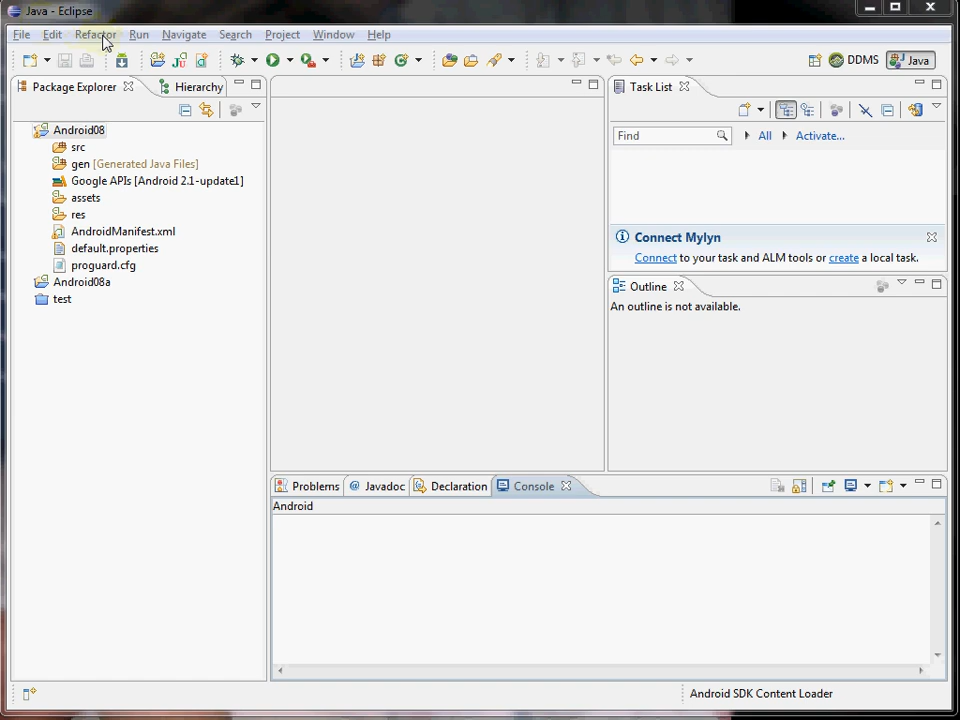 Java - Eclipse
File Edit Refactor Run Navigate Search Project Window Help
DDMS Java
Package Explorer Hierarchy
Task List
Find All Activate...
Android08
src
gen [Generated Java Files]
Google APIs [Android 2.1-update1]
assets
res
AndroidManifest.xml
default.properties
proguard.cfg
Android08a
test
Connect Mylyn
Connect to your task and ALM tools or create a local task.
Outline
An outline is not available.
Problems @ Javadoc Declaration Console
Android
Android SDK Content Loader